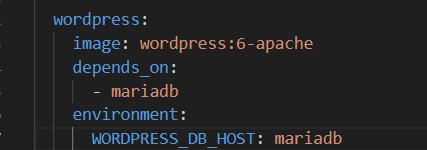 wordpress:
image: wordpress:6-apache
depends_on:
- mariadb
environment:
WORDPRESS_DB_HOST: mariadb